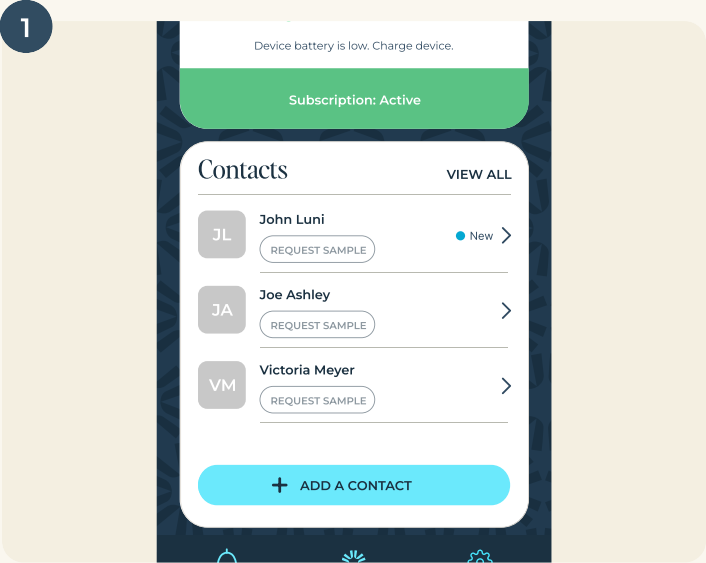 1
Device battery is low. Charge device.
Subscription: Active
Contacts
VIEW ALL
JL
John Luni
REQUEST SAMPLE
New
JA
Joe Ashley
REQUEST SAMPLE
VM
Victoria Meyer
REQUEST SAMPLE
+ ADD A CONTACT